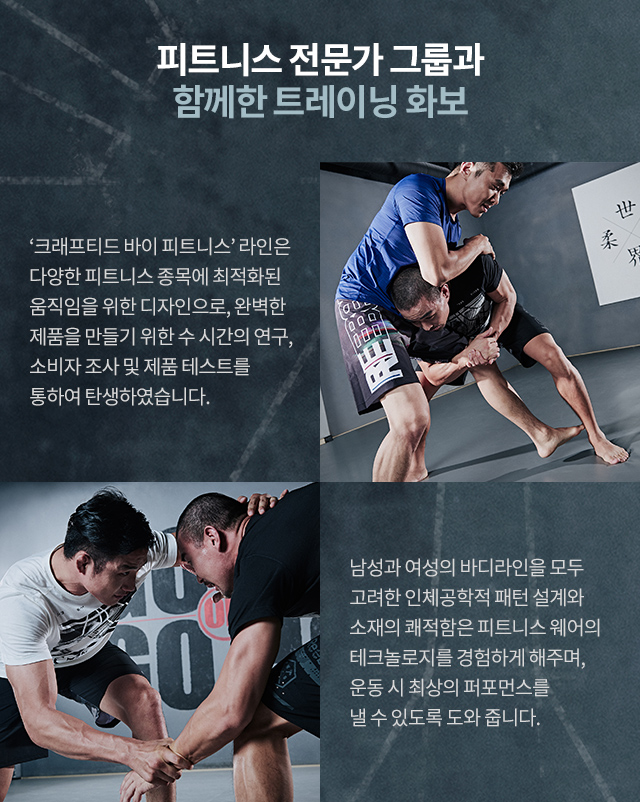 피트니스 전문가 그룹과
함께한 트레이닝 화보
‘크래프티드 바이 피트니스’ 라인은
다양한 피트니스 종목에 최적화된
움직임을 위한 디자인으로, 완벽한
제품을 만들기 위한 수 시간의 연구,
소비자 조사 및 제품 테스트를
통하여 탄생하였습니다.
世
柔
界
RE
GO
남성과 여성의 바디라인을 모두
고려한 인체공학적 패턴 설계와
소재의 쾌적함은 피트니스 웨어의
테크놀로지를 경험하게 해주며,
운동 시 최상의 퍼포먼스를
낼 수 있도록 도와 줍니다.